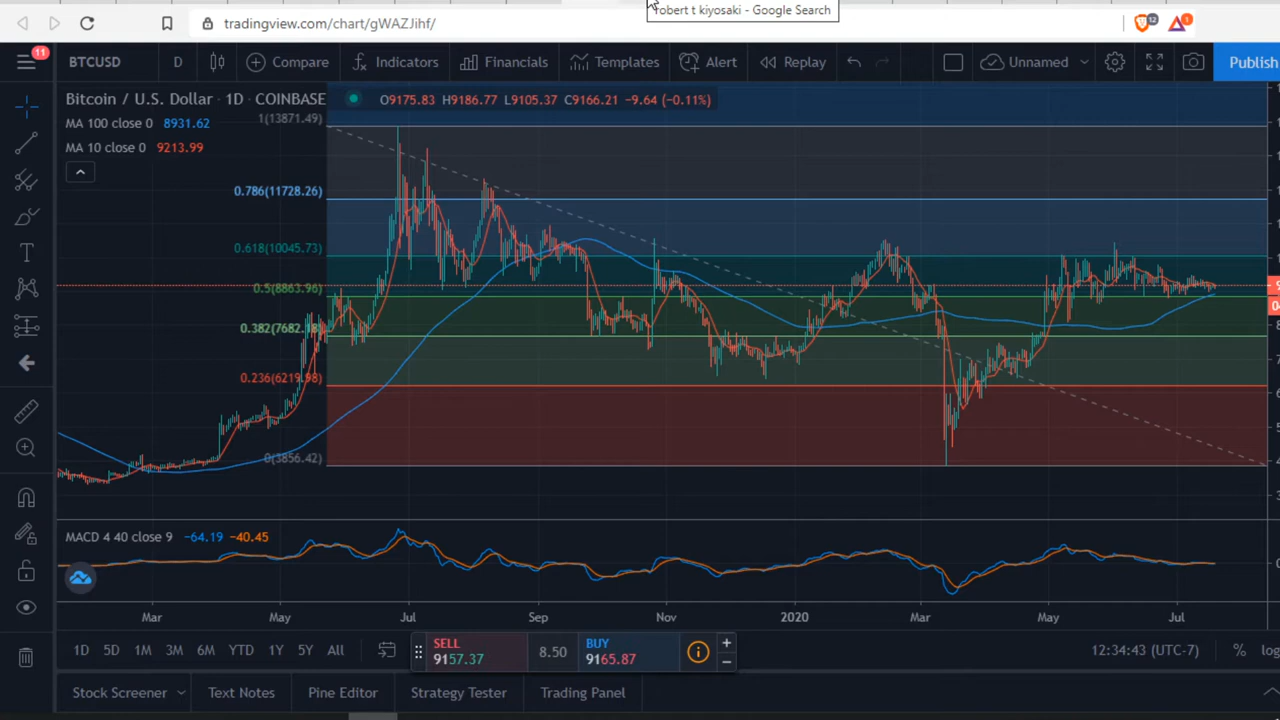 robert t kiyosaki - Google Search
tradingview.com/chart/gWAZJihf/
12
1
11
BTCUSD
D
Compare
Indicators
Financials
Templates
Alert
Replay
Unnamed
Publish
Bitcoin / U.S. Dollar · 1D · COINBASE
O9175.83 H9186.77 L9105.37 C9166.21 −9.64 (−0.11%)
1(13871.49)
MA 100 close 0 8931.62
MA 10 close 0 9213.99
0.786(11728.26)
0.618(10045.73)
0.5(8863.96)
0.382(7682.18)
0.236(6219.98)
0(3856.42)
MACD 4 40 close 9 −64.19 −40.45
Mar
May
Jul
Sep
Nov
2020
Mar
May
Jul
1D
5D
1M
3M
6M
YTD
1Y
5Y
All
SELL
9157.37
8.50
BUY
9165.87
12:34:43 (UTC-7)
%
log
Stock Screener
Text Notes
Pine Editor
Strategy Tester
Trading Panel